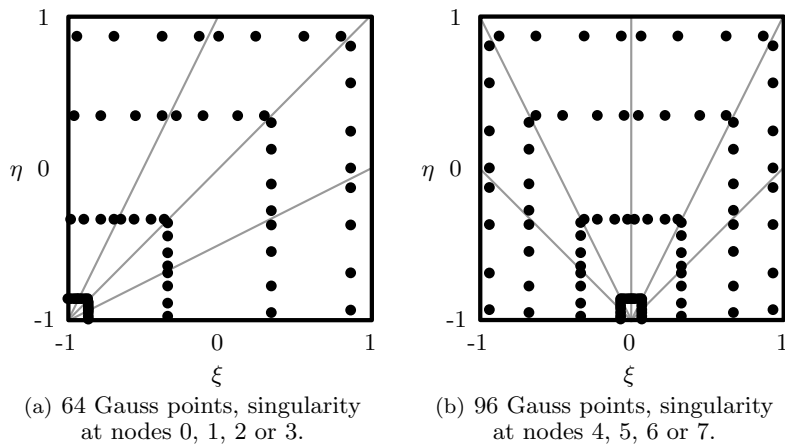 1
η 0
-1
-1 0 1
ξ
(a) 64 Gauss points, singularity
at nodes 0, 1, 2 or 3.
1
η 0
-1
-1 0 1
ξ
(b) 96 Gauss points, singularity
at nodes 4, 5, 6 or 7.